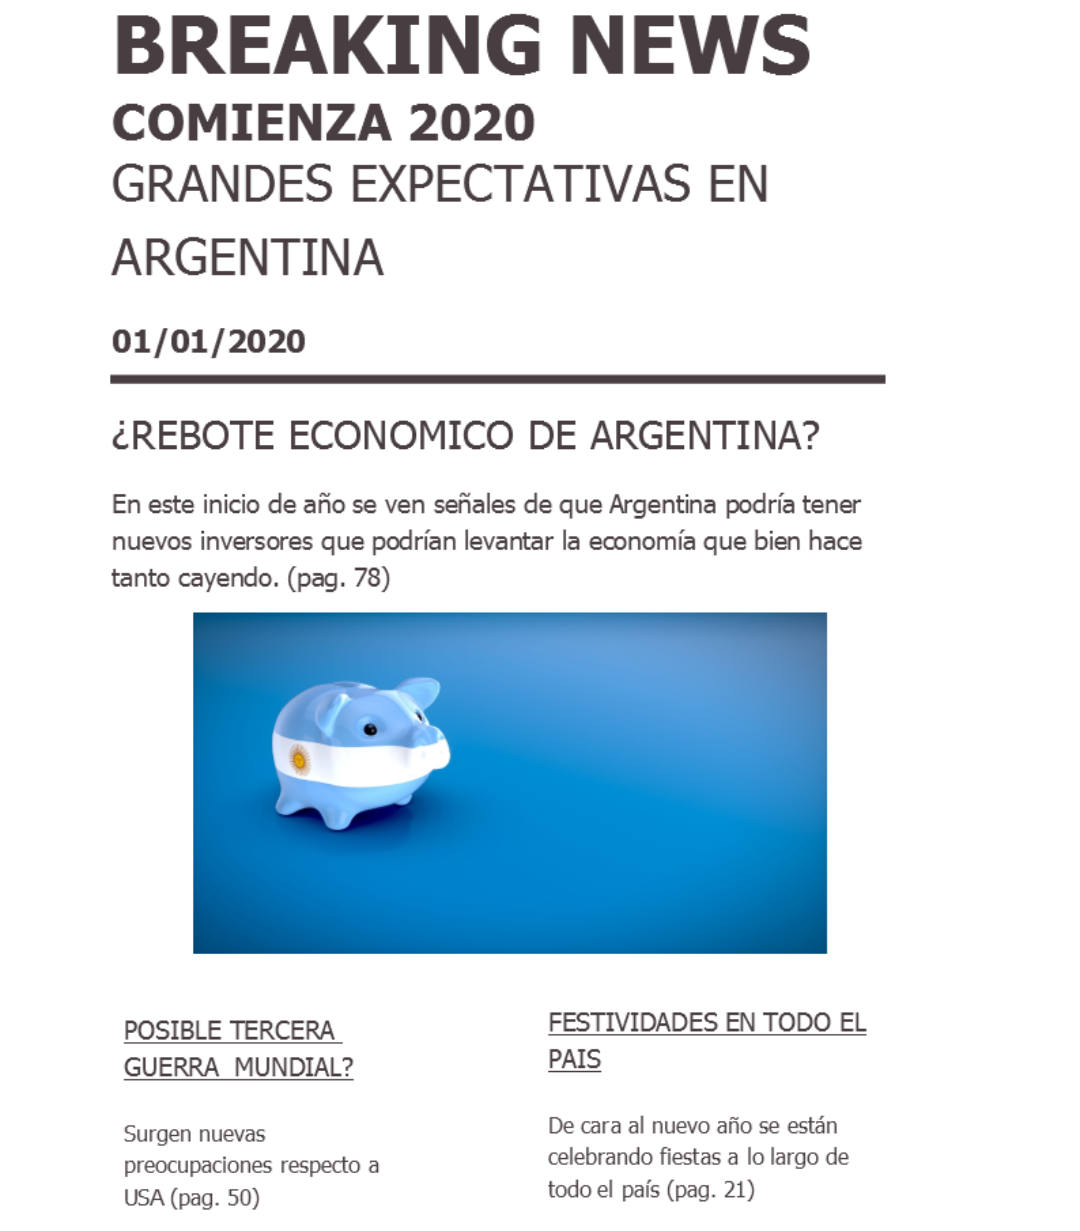 BREAKING NEWS
COMIENZA 2020
GRANDES EXPECTATIVAS EN
ARGENTINA
01/01/2020
¿REBOTE ECONOMICO DE ARGENTINA?
En este inicio de año se ven señales de que Argentina podría tener
nuevos inversores que podrían levantar la economía que bien hace
tanto cayendo. (pag. 78)
POSIBLE TERCERA
GUERRA MUNDIAL?
Surgen nuevas
preocupaciones respecto a
USA (pag. 50)
FESTIVIDADES EN TODO EL
PAIS
De cara al nuevo año se están
celebrando fiestas a lo largo de
todo el país (pag. 21)